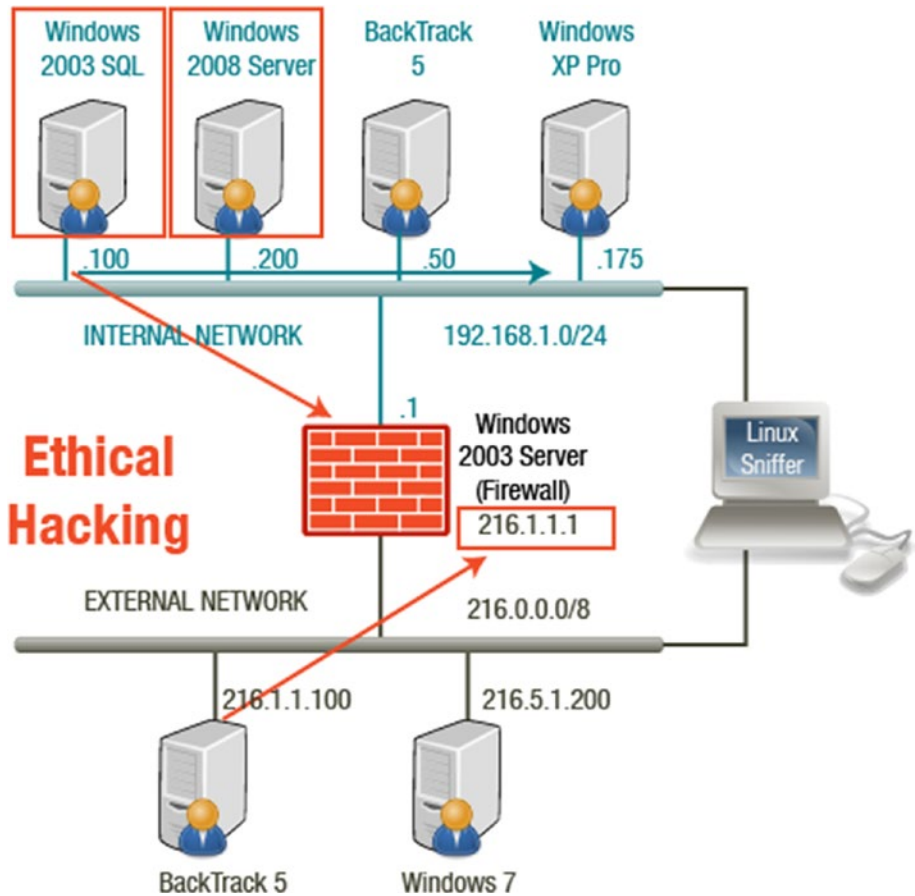 Windows
2003 SQL
Windows
2008 Server
BackTrack
5
Windows
XP Pro
.100
.200
.50
.175
INTERNAL NETWORK
192.168.1.0/24
.1
Ethical
Hacking
Windows
2003 Server
(Firewall)
216.1.1.1
Linux
Sniffer
EXTERNAL NETWORK
216.0.0.0/8
216.1.1.100
216.5.1.200
BackTrack 5
Windows 7